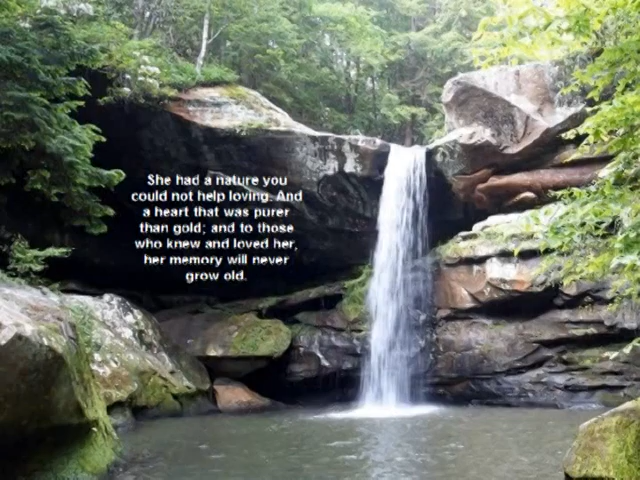 She had a nature you
could not help loving. And
a heart that was purer
than gold; and to those
who knew and loved her,
her memory will never
grow old.